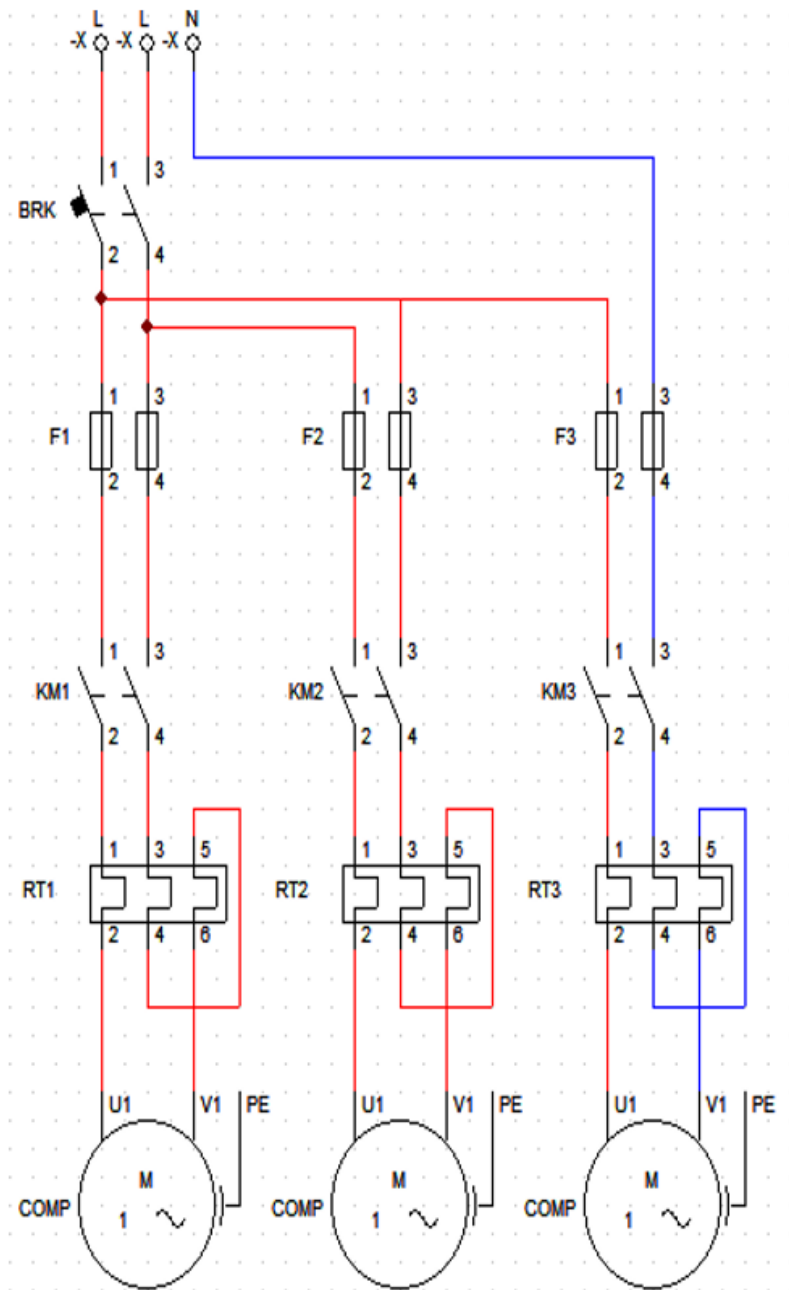 L L N
-X -X -X
1 3
BRK
2 4
1 3 1 3 1 3
F1 F2 F3
2 4 2 4 2 4
1 3 1 3 1 3
KM1 KM2 KM3
2 4 2 4 2 4
1 3 5 1 3 5 1 3 5
RT1 RT2 RT3
2 4 6 2 4 6 2 4 6
U1 V1 PE U1 V1 PE U1 V1 PE
M M M
COMP COMP COMP
1 1 1